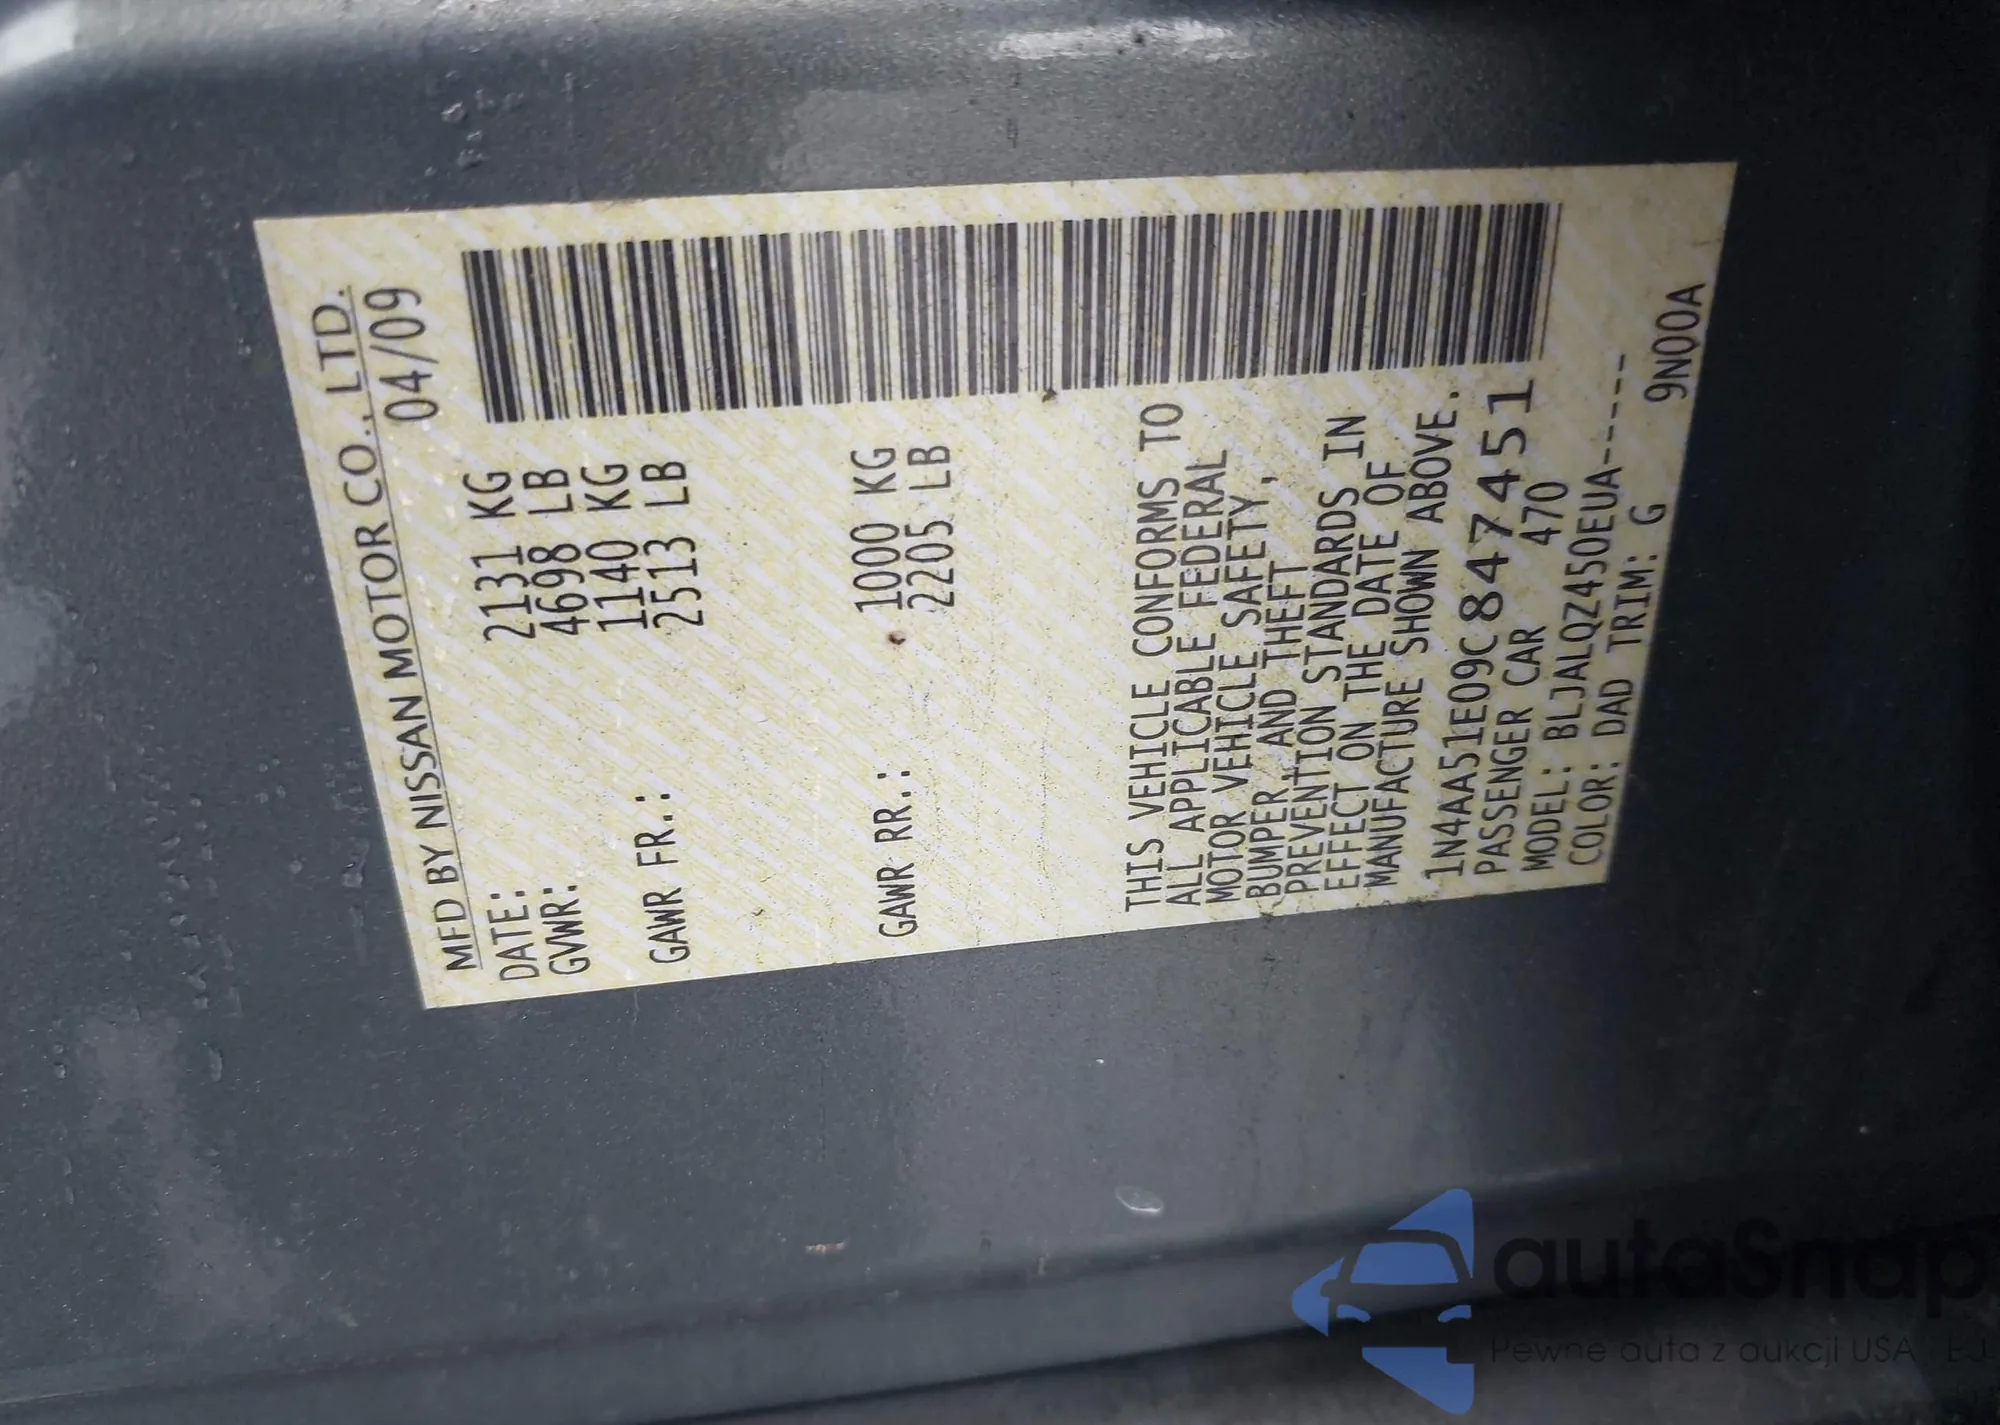 MFD BY NISSAN MOTOR CO., LTD.
DATE: 04/09
GVWR: 2131 KG
4698 LB
GAWR FR.: 1140 KG
2513 LB
GAWR RR.: 1000 KG
2205 LB
THIS VEHICLE CONFORMS TO
ALL APPLICABLE FEDERAL
MOTOR VEHICLE SAFETY,
BUMPER, AND THEFT
PREVENTION STANDARDS IN
EFFECT ON THE DATE OF
MANUFACTURE SHOWN ABOVE.
1N4AA51E09C847451
PASSENGER CAR 470
MODEL: BLJALQZ450EUA-----
COLOR: DAD TRIM: G 9N00A
autaSnap
Pewne auta z aukcji USA i EU